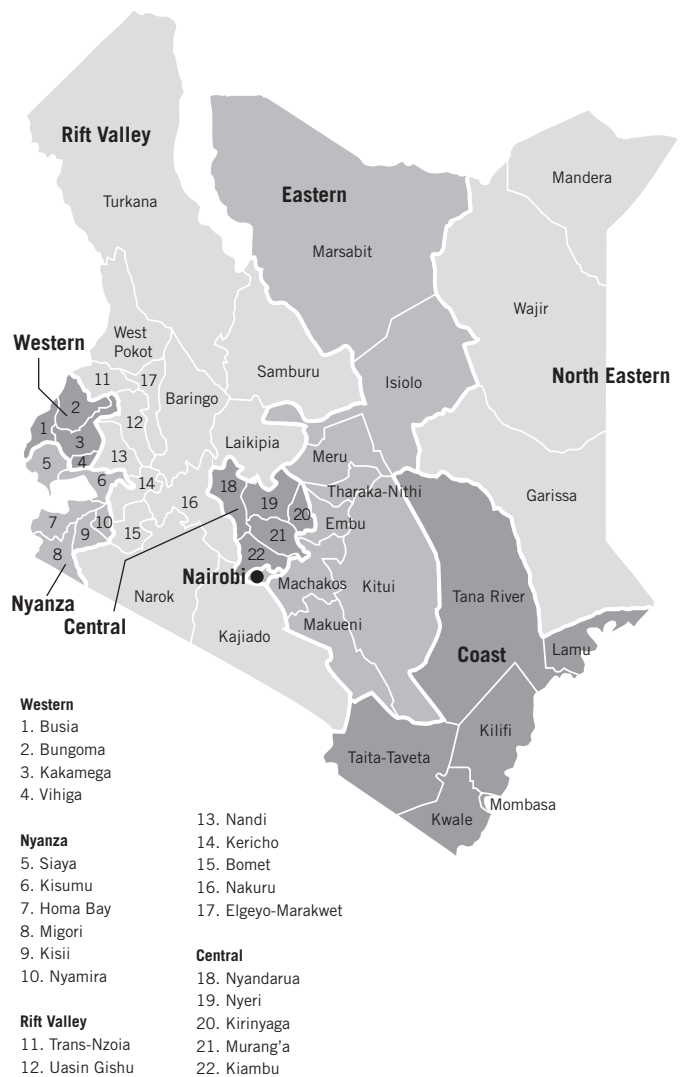 Rift Valley
Turkana
Eastern
Marsabit
Mandera
Wajir
North Eastern
West
Pokot
Western
Samburu
Isiolo
11
17
Baringo
2
12
1
3
Laikipia
5
4
13
Meru
6
14
18
Tharaka-Nithi
16
19
Garissa
20
7
10
Embu
9
15
21
8
22
Nairobi
Machakos
Kitui
Nyanza
Narok
Tana River
Central
Makueni
Kajiado
Coast
Lamu
Kilifi
Taita-Taveta
Mombasa
Kwale
Western
1. Busia
2. Bungoma
3. Kakamega
4. Vihiga
Nyanza
5. Siaya
6. Kisumu
7. Homa Bay
8. Migori
9. Kisii
10. Nyamira
Rift Valley
11. Trans-Nzoia
12. Uasin Gishu
13. Nandi
14. Kericho
15. Bomet
16. Nakuru
17. Elgeyo-Marakwet
Central
18. Nyandarua
19. Nyeri
20. Kirinyaga
21. Murang'a
22. Kiambu